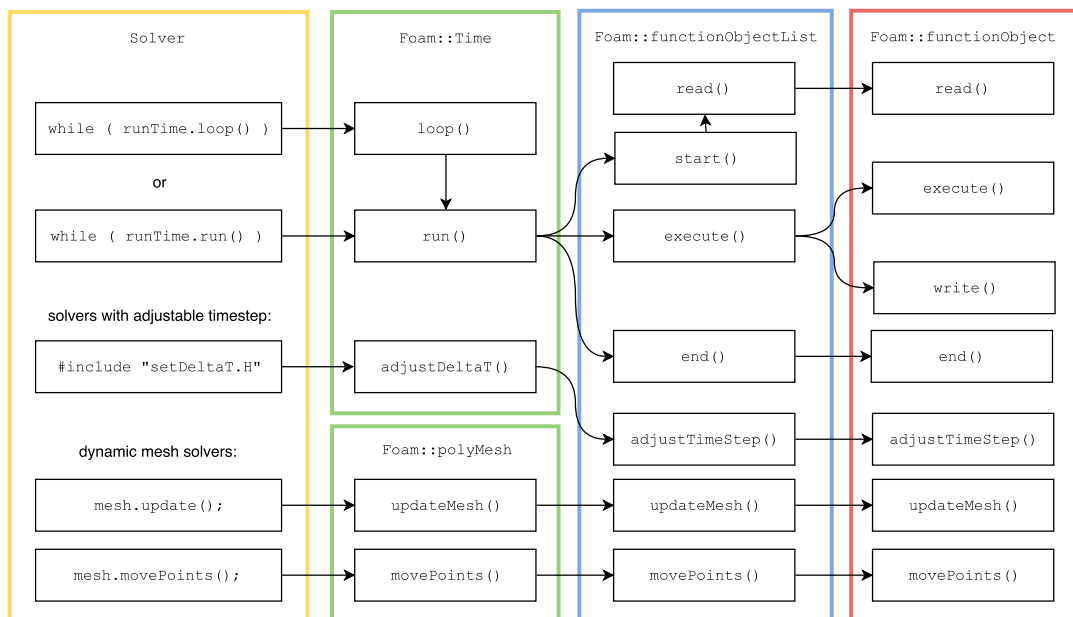 Solver
while ( runTime.loop() )
or
while ( runTime.run() )
solvers with adjustable timestep:
#include "setDeltaT.H"
dynamic mesh solvers:
mesh.update();
mesh.movePoints();
Foam::Time
loop()
run()
adjustDeltaT()
Foam::polyMesh
updateMesh()
movePoints()
Foam::functionObjectList
read()
start()
execute()
end()
adjustTimeStep()
updateMesh()
movePoints()
Foam::functionObject
read()
execute()
write()
end()
adjustTimeStep()
updateMesh()
movePoints()